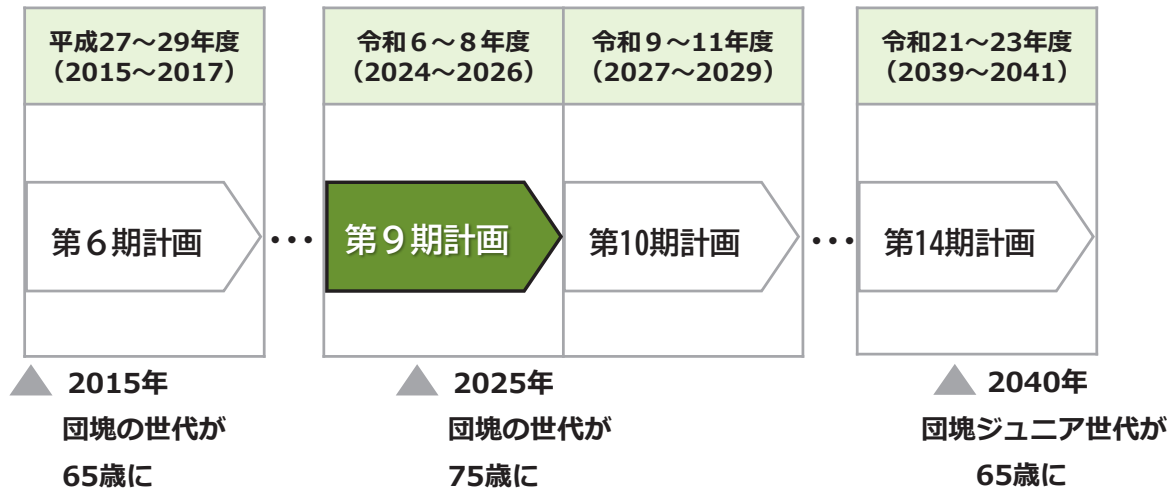 平成27～29年度
（2015～2017）
令和６～８年度
（2024～2026）
令和９～11年度
（2027～2029）
令和21～23年度
（2039～2041）
第６期計画
…
第９期計画
第10期計画
…
第14期計画
2015年
団塊の世代が
65歳に
2025年
団塊の世代が
75歳に
2040年
団塊ジュニア世代が
65歳に